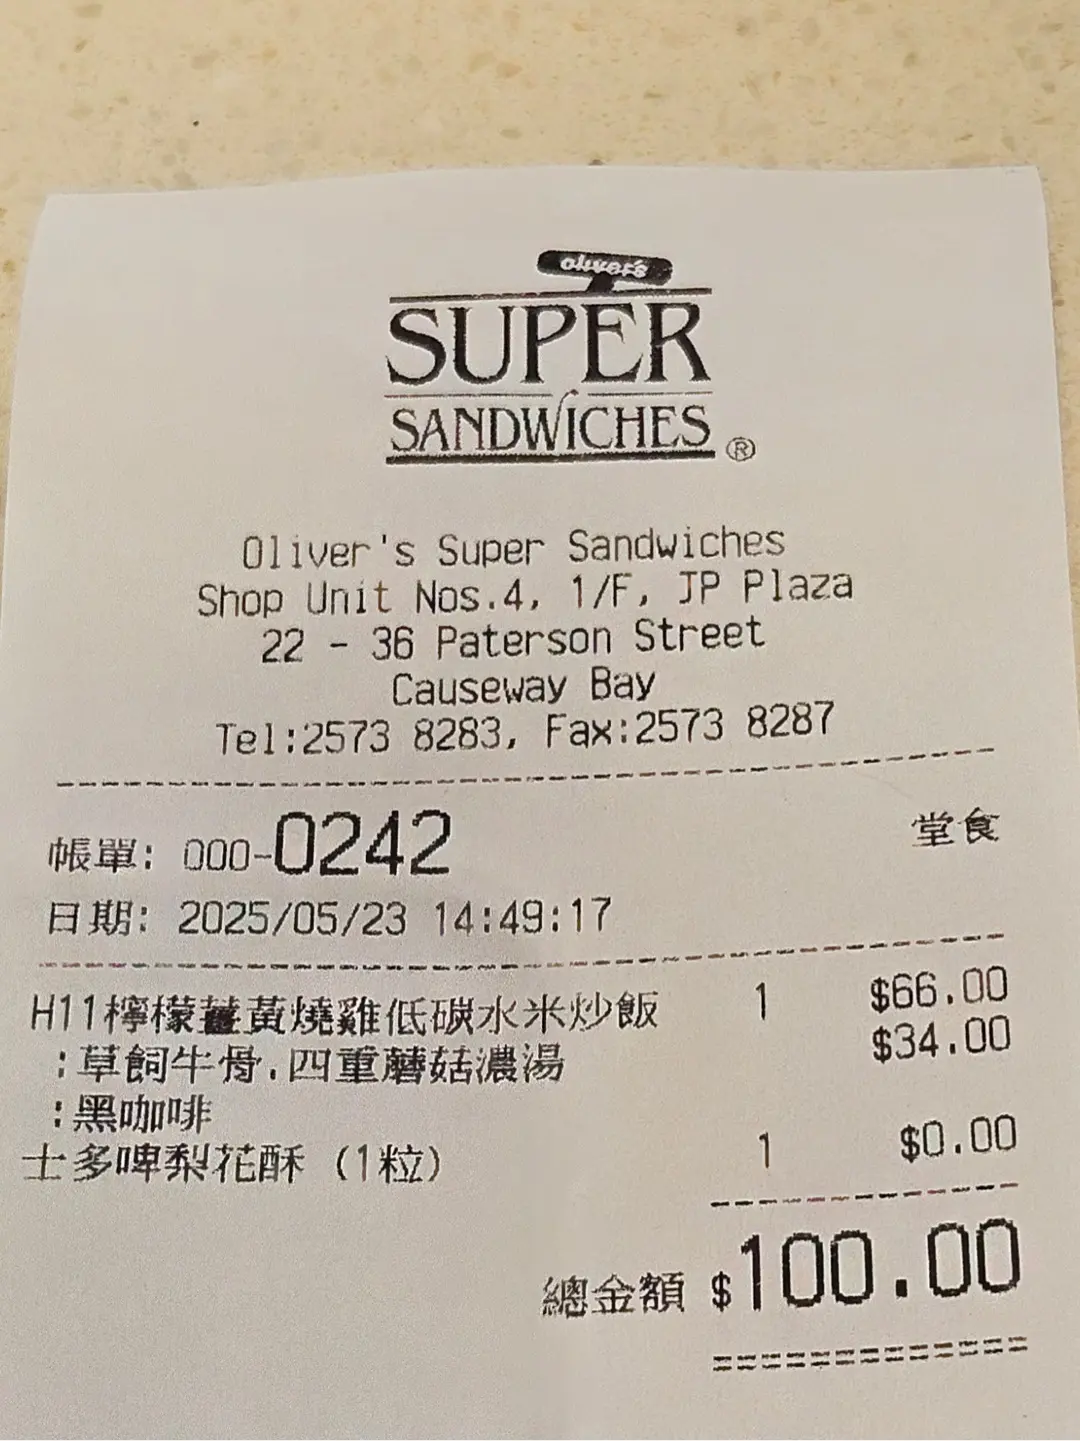 oliver's
SUPER
SANDWICHES ®
Oliver's Super Sandwiches
Shop Unit Nos.4, 1/F, JP Plaza
22 - 36 Paterson Street
Causeway Bay
Tel:2573 8283, Fax:2573 8287
帳單: 000-0242 堂食
日期: 2025/05/23 14:49:17
H11檸檬薑黃燒雞低碳水米炒飯 1 $66.00
:草飼牛骨.四重蘑菇濃湯 $34.00
:黑咖啡
士多啤梨花酥 (1粒) 1 $0.00
總金額 $100.00